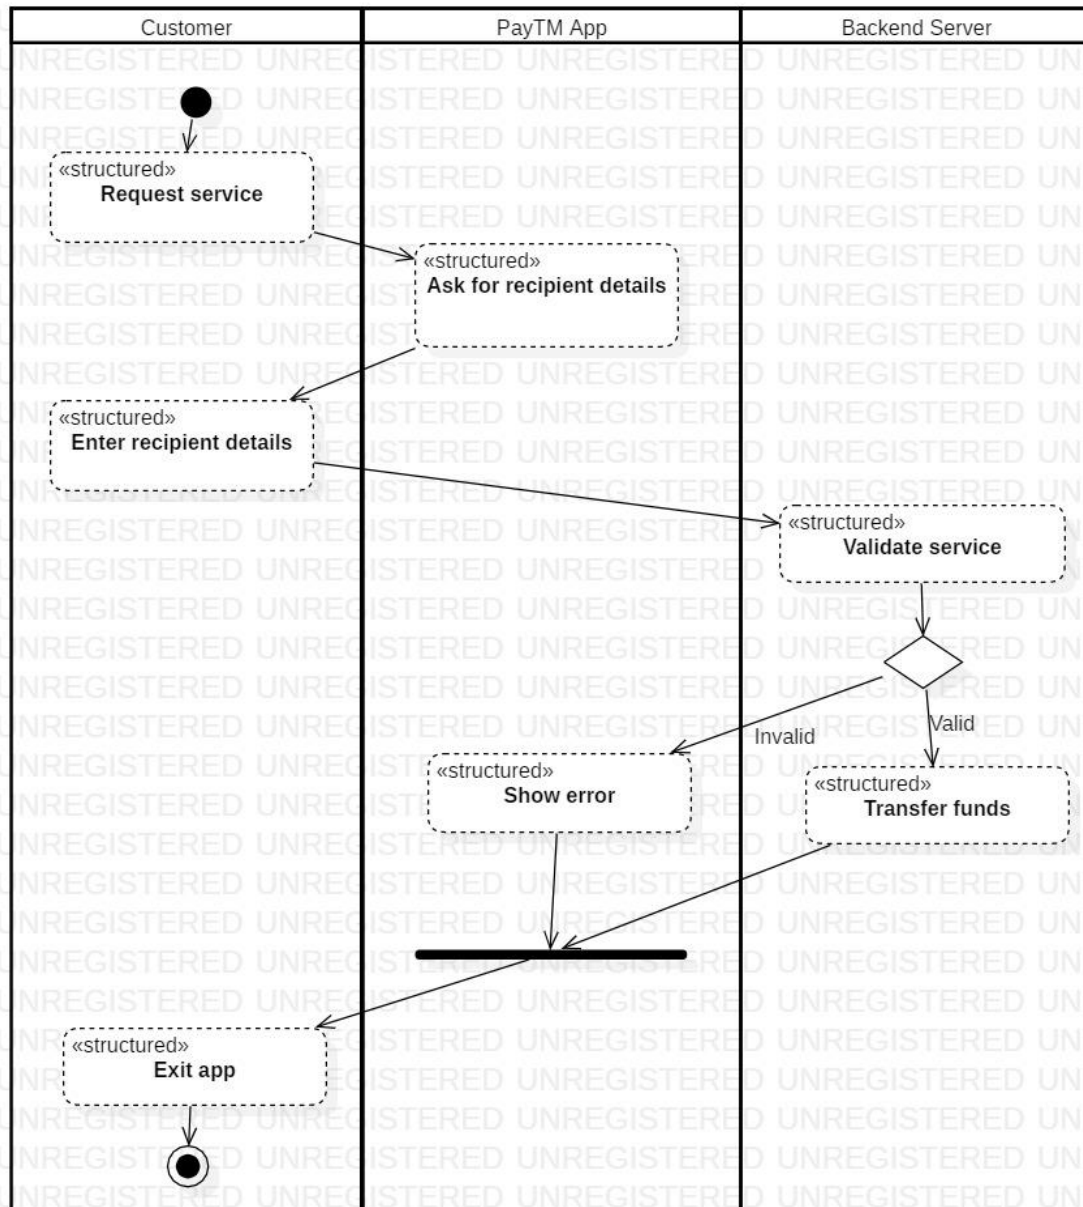 Customer
PayTM App
Backend Server
«structured»
Request service
«structured»
Ask for recipient details
«structured»
Enter recipient details
«structured»
Validate service
Invalid
Valid
«structured»
Show error
«structured»
Transfer funds
«structured»
Exit app
UNREGISTERED